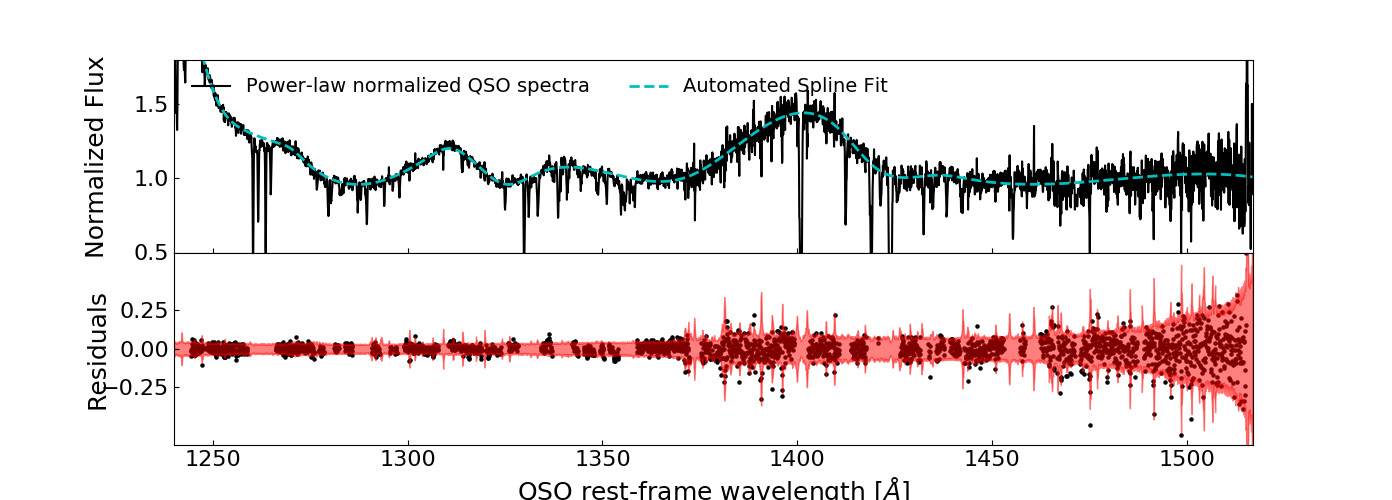 Normalized Flux
Power-law normalized QSO spectra
Automated Spline Fit
1.5
1.0
0.5
Residuals
0.25
0.00
−0.25
1250 1300 1350 1400 1450 1500
QSO rest-frame wavelength [Å]